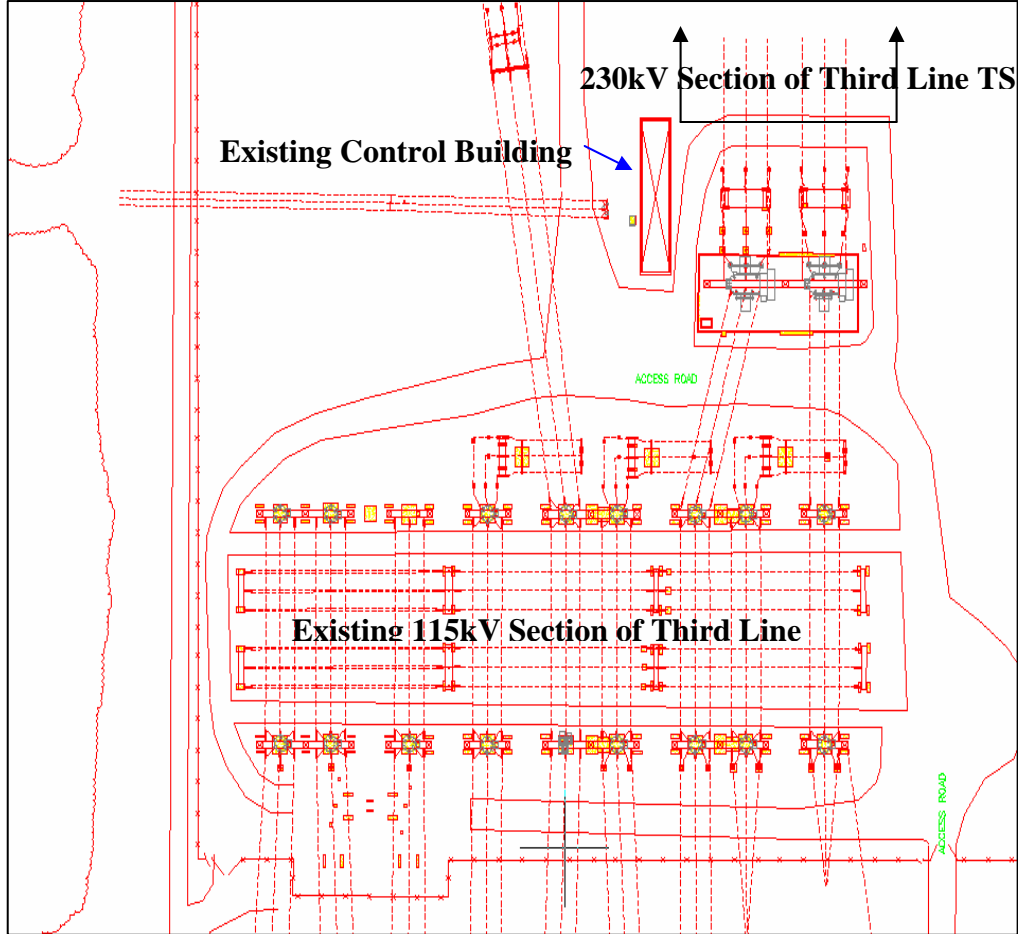 230kV Section of Third Line TS
Existing Control Building
ACCESS ROAD
Existing 115kV Section of Third Line
ACCESS ROAD